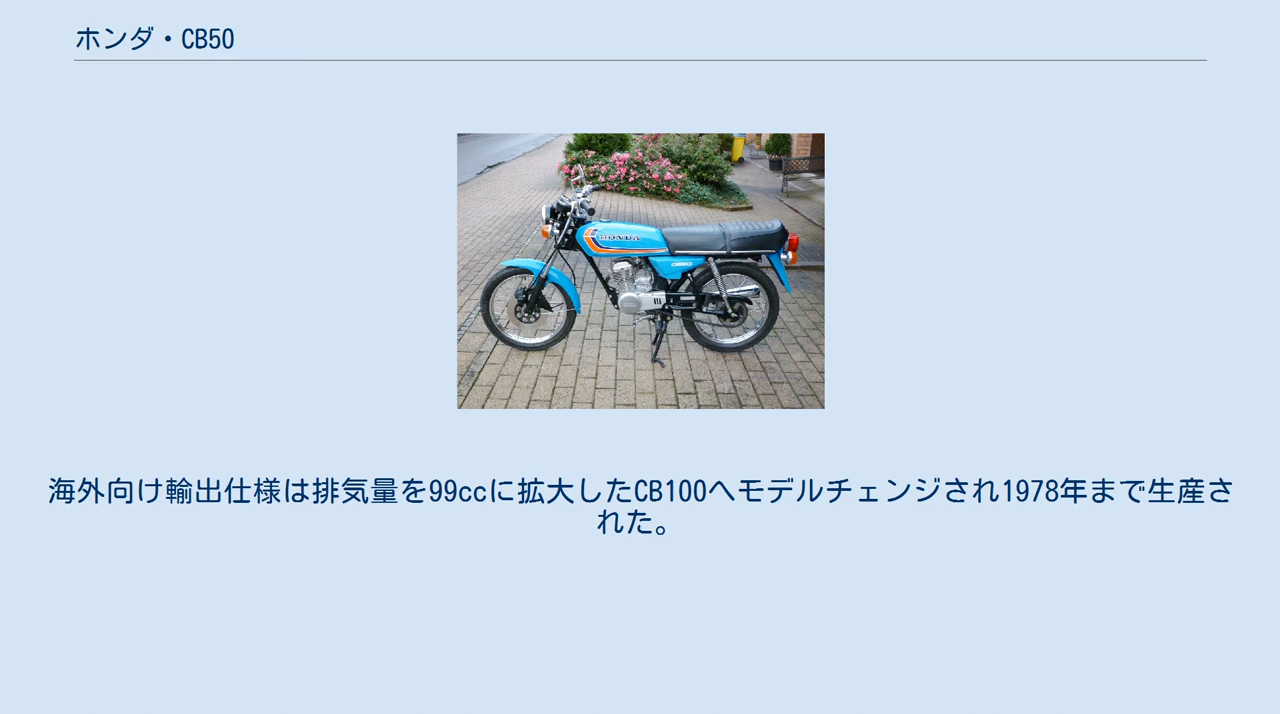 ホンダ・CB50
HONDA
CB50
海外向け輸出仕様は排気量を99ccに拡大したCB100へモデルチェンジされ1978年まで生産さ
れた。